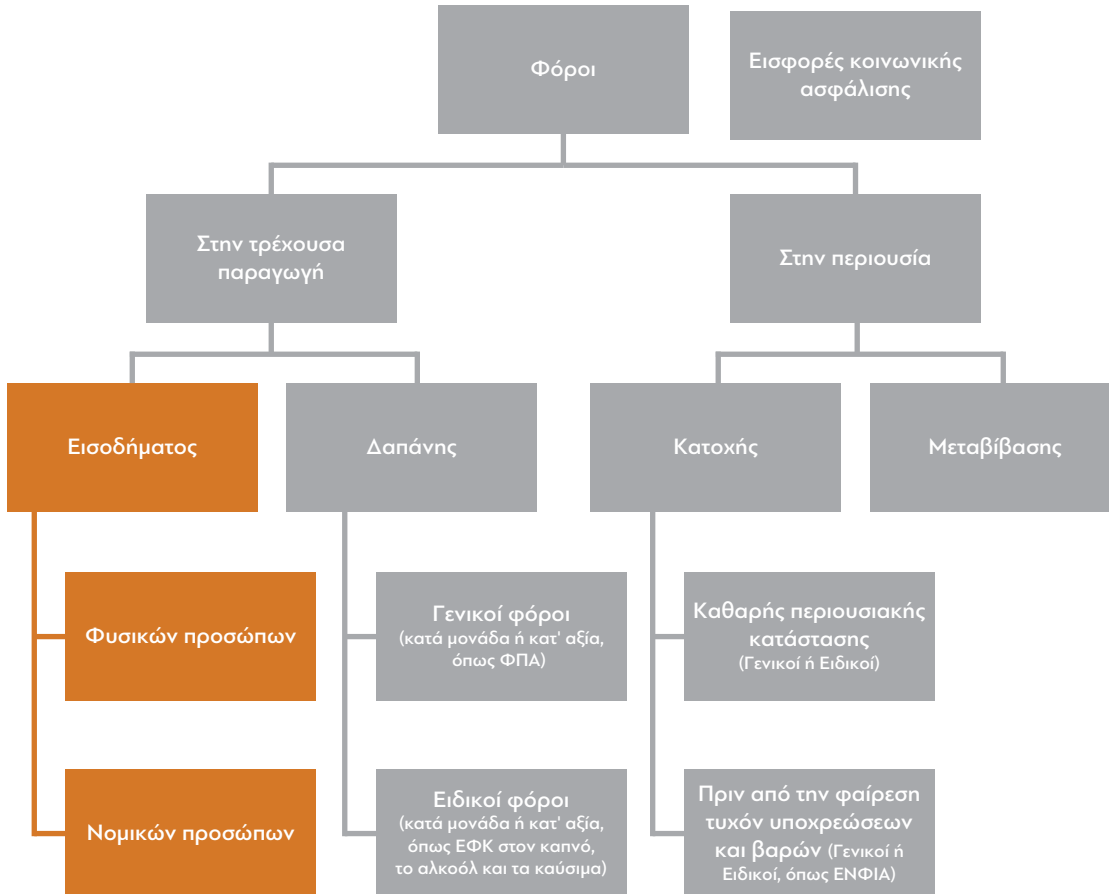 Φόροι
Εισφορές κοινωνικής
ασφάλισης
Στην τρέχουσα
παραγωγή
Στην περιουσία
Εισοδήματος
Δαπάνης
Κατοχής
Μεταβίβασης
Φυσικών προσώπων
Γενικοί φόροι
(κατά μονάδα ή κατ' αξία,
όπως ΦΠΑ)
Καθαρής περιουσιακής
κατάστασης
(Γενικοί ή Ειδικοί)
Νομικών προσώπων
Ειδικοί φόροι
(κατά μονάδα ή κατ' αξία,
όπως ΕΦΚ στον καπνό,
το αλκοόλ και τα καύσιμα)
Πριν από την φαίρεση
τυχόν υποχρεώσεων
και βαρών (Γενικοί ή
Ειδικοί, όπως ΕΝΦΙΑ)